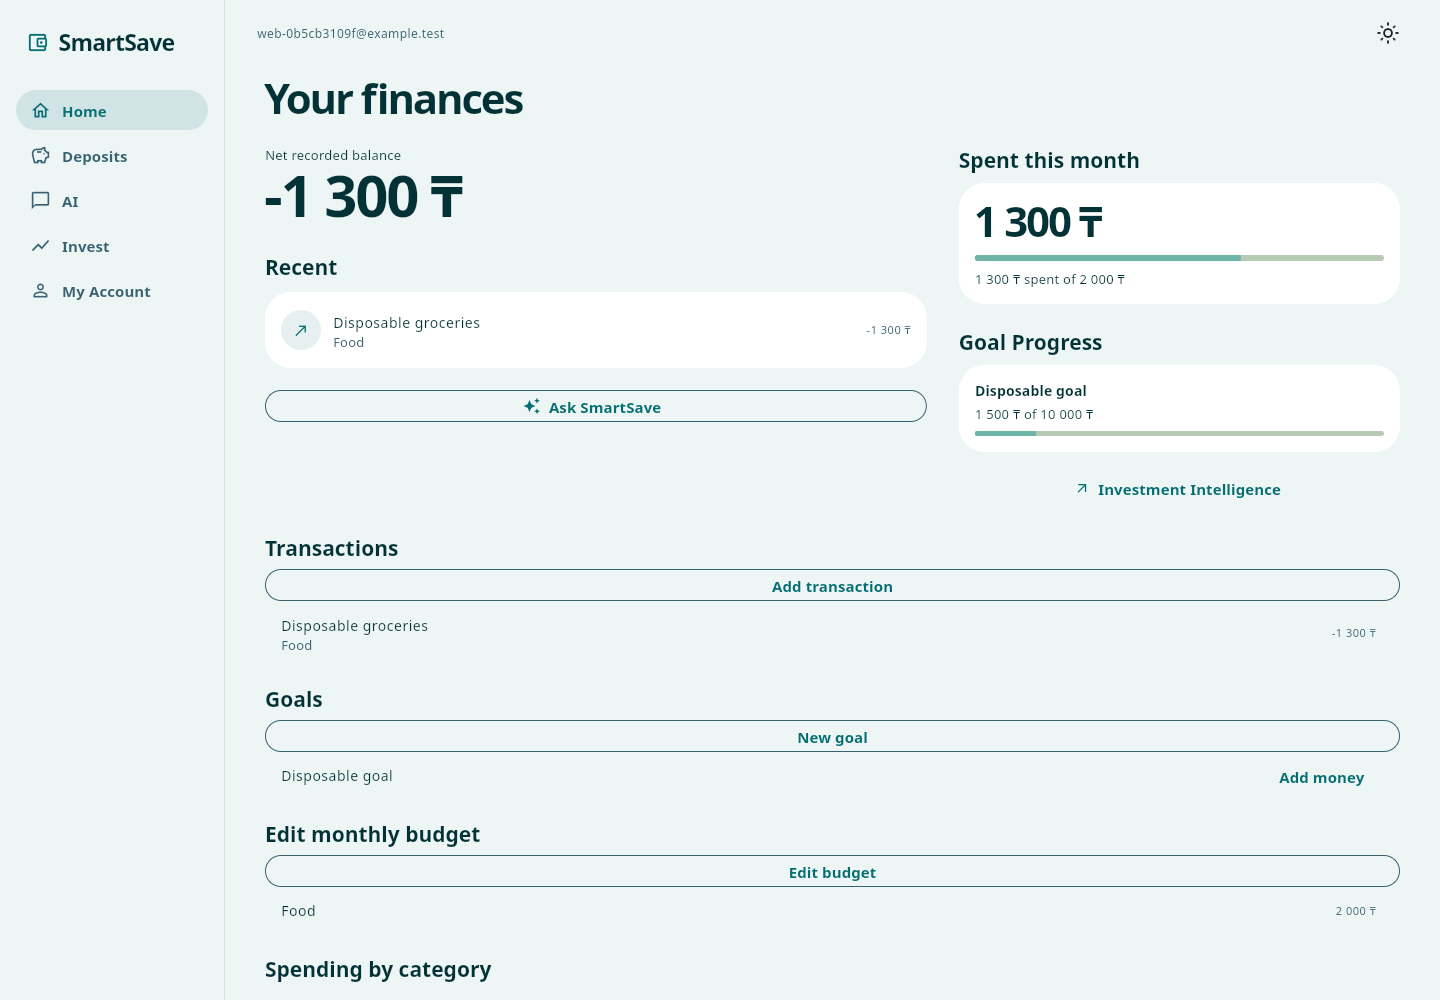 SmartSave
Home
Deposits
AI
Invest
My Account
web-0b5cb3109f@example.test
Your finances
Net recorded balance
-1 300 ₸
Recent
Disposable groceries
Food
-1 300 ₸
Ask SmartSave
Spent this month
1 300 ₸
1 300 ₸ spent of 2 000 ₸
Goal Progress
Disposable goal
1 500 ₸ of 10 000 ₸
Investment Intelligence
Transactions
Add transaction
Disposable groceries
Food
-1 300 ₸
Goals
New goal
Disposable goal
Add money
Edit monthly budget
Edit budget
Food
2 000 ₸
Spending by category